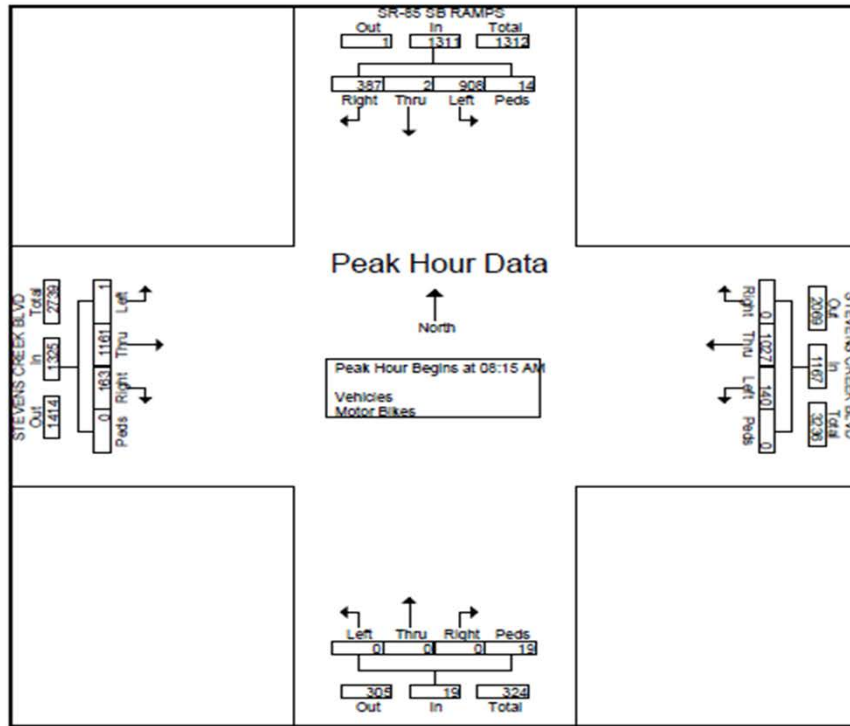 SR-85 SB RAMPS
Out In Total
1 1311 1312
387 2 908 14
Right Thru Left Peds
Peak Hour Data
North
Peak Hour Begins at 08:15 AM
Vehicles
Motor Bikes
STEVENS CREEK BLVD
Total In Out
2739 1325 1414
1 1161 163 0
Left Thru Right Peds
STEVENS CREEK BLVD
Out In Total
2069 1167 3236
0 1027 140 0
Right Thru Left Peds
Left Thru Right Peds
0 0 0 19
305 19 324
Out In Total